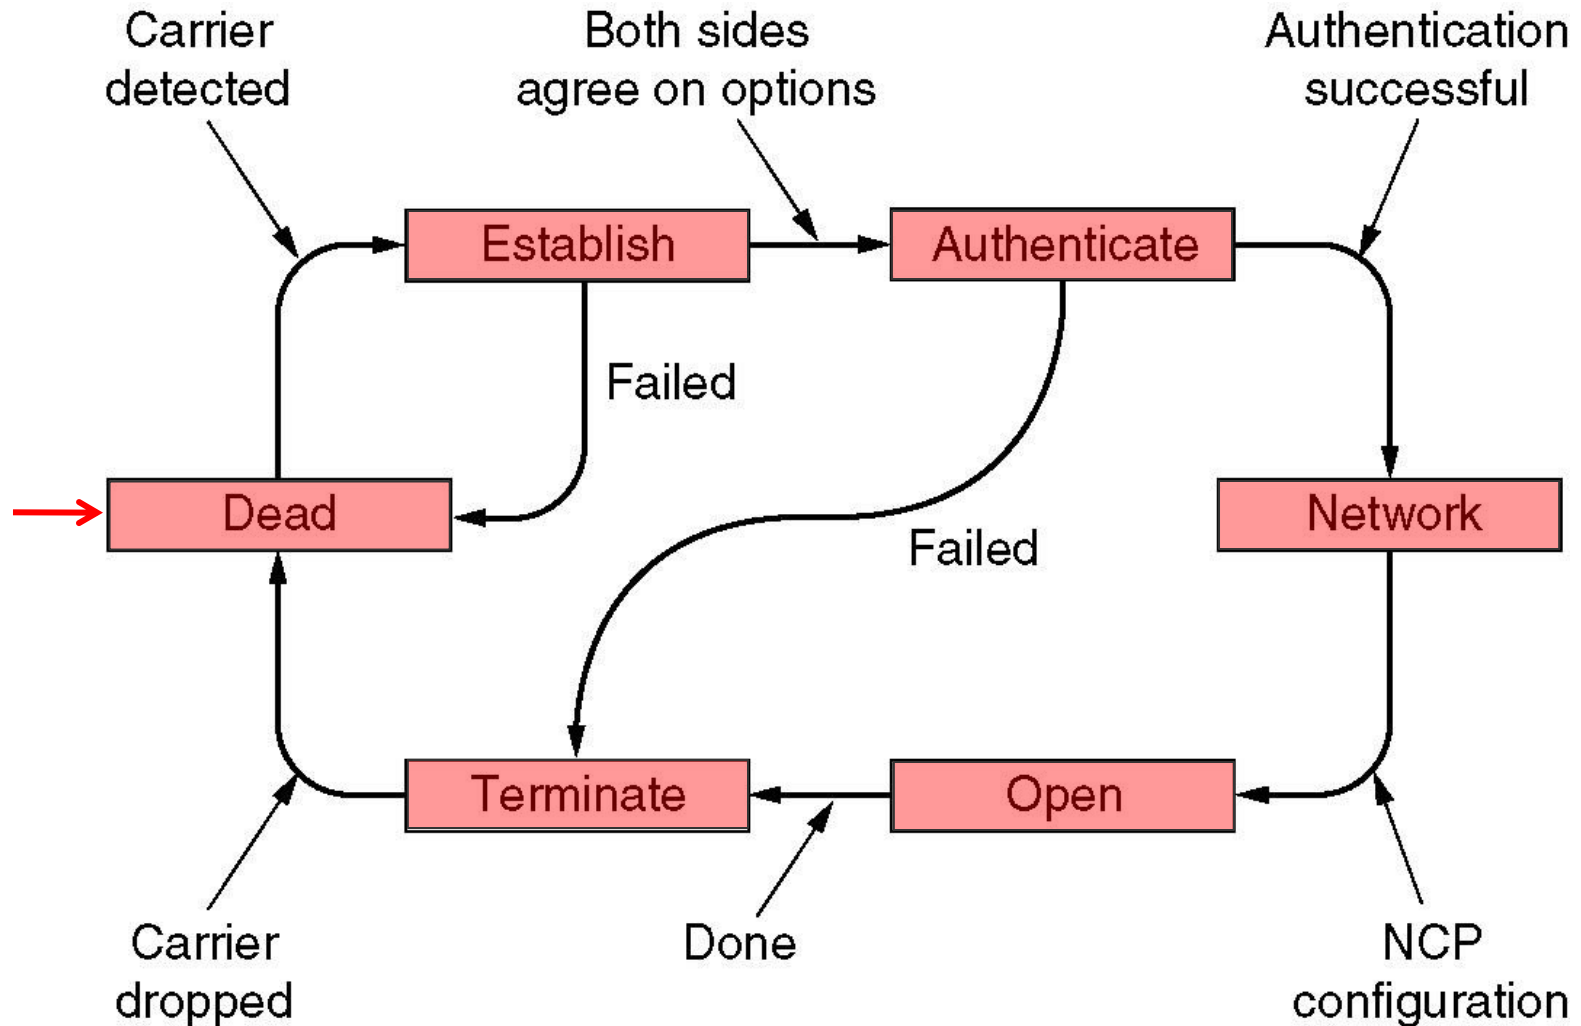 Carrier
detected
Both sides
agree on options
Authentication
successful
Establish
Authenticate
Failed
Dead
Network
Failed
Terminate
Open
Carrier
dropped
Done
NCP
configuration